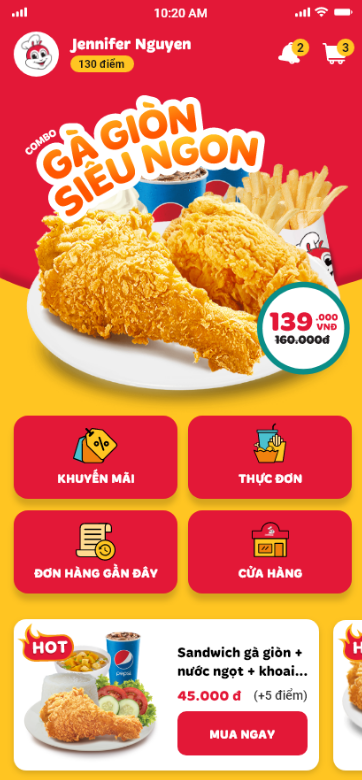 10:20 AM
Jennifer Nguyen
130 điểm
2
3
COMBO
GÀ GIÒN
SIÊU NGON
139.000
VNĐ
160.000đ
%
KHUYẾN MÃI
THỰC ĐƠN
ĐƠN HÀNG GẦN ĐÂY
CỬA HÀNG
HOT
pepsi
Sandwich gà giòn +
nước ngọt + khoai...
45.000 đ (+5 điểm)
MUA NGAY